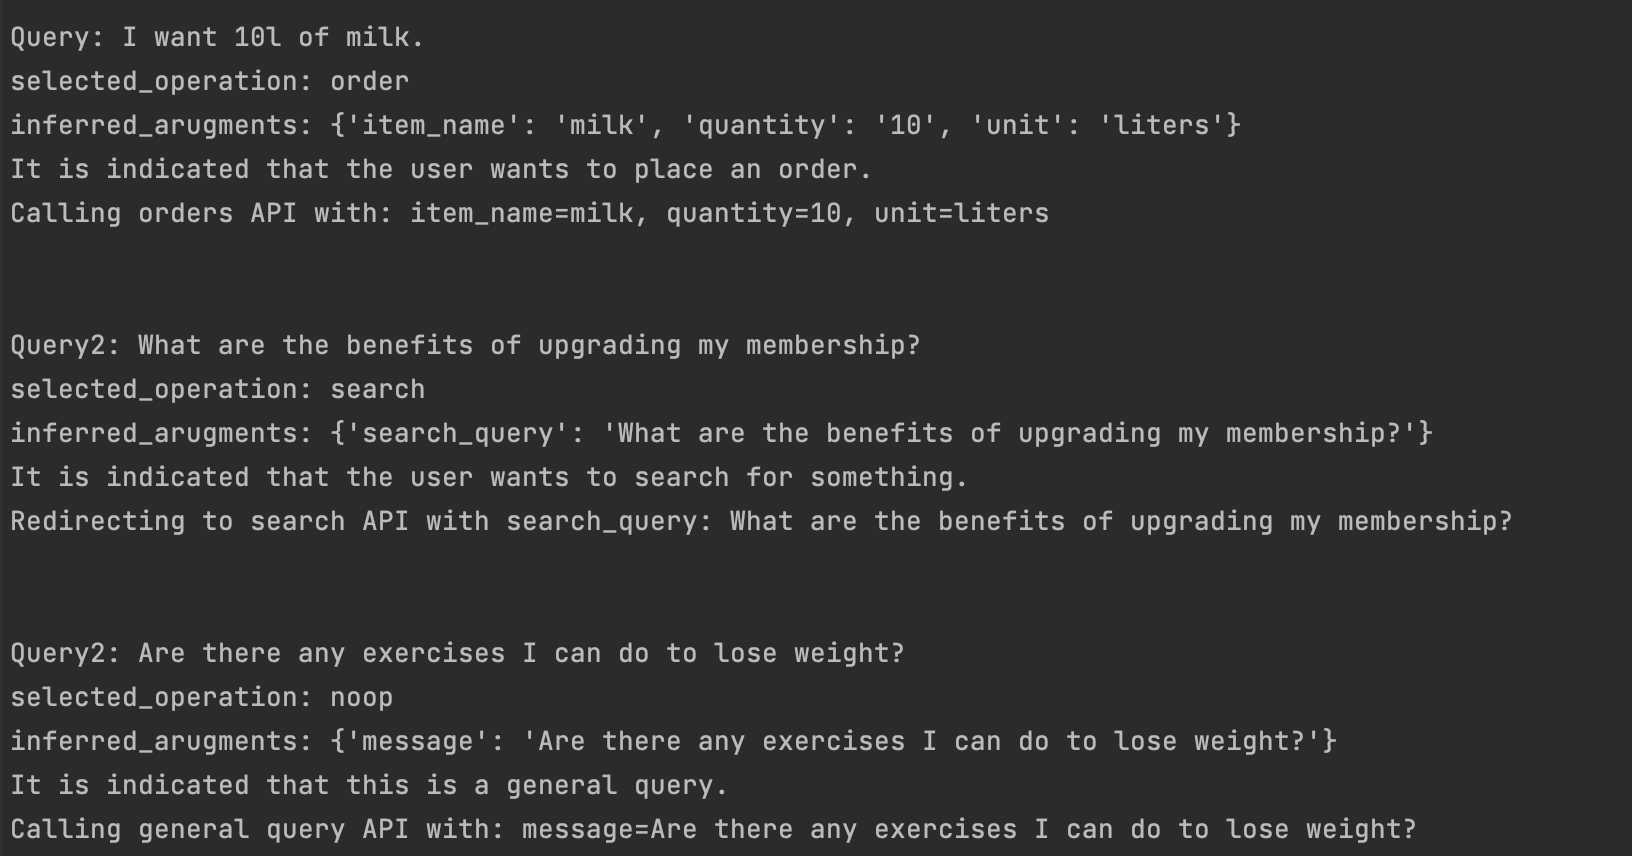 Query: I want 10l of milk.
selected_operation: order
inferred_arugments: {'item_name': 'milk', 'quantity': '10', 'unit': 'liters'}
It is indicated that the user wants to place an order.
Calling orders API with: item_name=milk, quantity=10, unit=liters
Query2: What are the benefits of upgrading my membership?
selected_operation: search
inferred_arugments: {'search_query': 'What are the benefits of upgrading my membership?'}
It is indicated that the user wants to search for something.
Redirecting to search API with search_query: What are the benefits of upgrading my membership?
Query2: Are there any exercises I can do to lose weight?
selected_operation: noop
inferred_arugments: {'message': 'Are there any exercises I can do to lose weight?'}
It is indicated that this is a general query.
Calling general query API with: message=Are there any exercises I can do to lose weight?